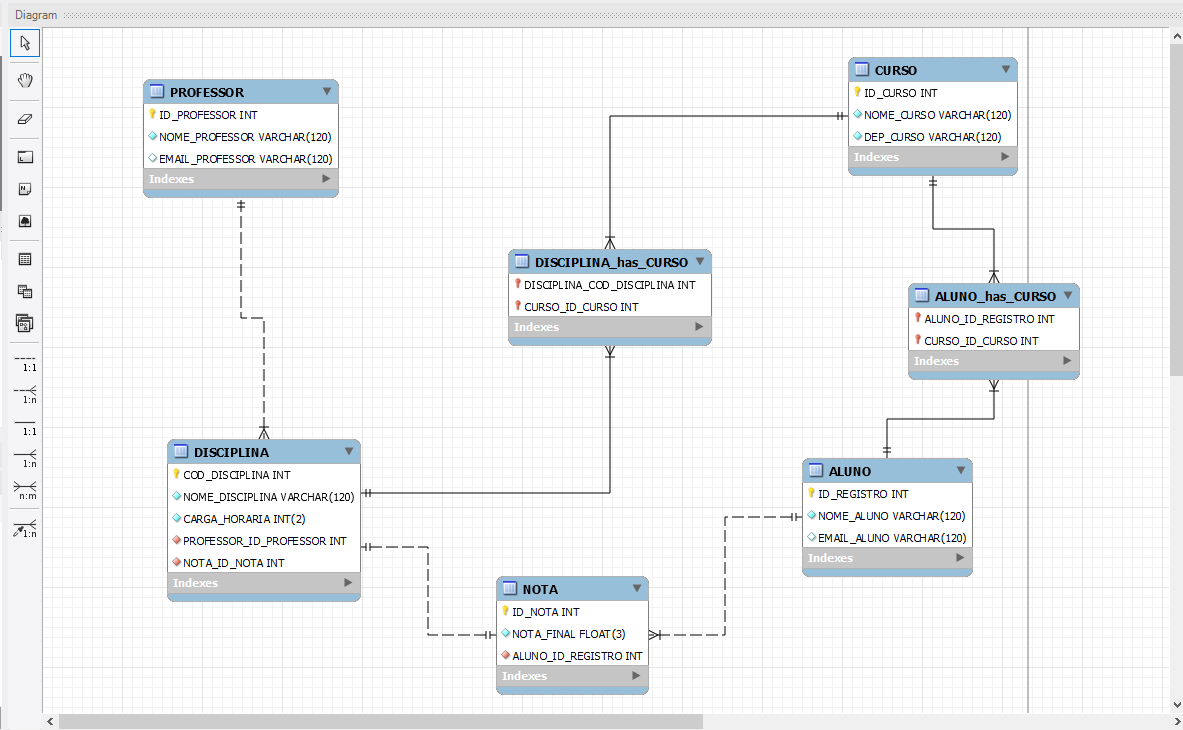 Diagram
PROFESSOR
ID_PROFESSOR INT
NOME_PROFESSOR VARCHAR(120)
EMAIL_PROFESSOR VARCHAR(120)
Indexes
CURSO
ID_CURSO INT
NOME_CURSO VARCHAR(120)
DEP_CURSO VARCHAR(120)
Indexes
DISCIPLINA_has_CURSO
DISCIPLINA_COD_DISCIPLINA INT
CURSO_ID_CURSO INT
Indexes
ALUNO_has_CURSO
ALUNO_ID_REGISTRO INT
CURSO_ID_CURSO INT
Indexes
1:1
1:n
1:1
1:n
n:m
1:n
DISCIPLINA
COD_DISCIPLINA INT
NOME_DISCIPLINA VARCHAR(120)
CARGA_HORARIA INT(2)
PROFESSOR_ID_PROFESSOR INT
NOTA_ID_NOTA INT
Indexes
ALUNO
ID_REGISTRO INT
NOME_ALUNO VARCHAR(120)
EMAIL_ALUNO VARCHAR(120)
Indexes
NOTA
ID_NOTA INT
NOTA_FINAL FLOAT(3)
ALUNO_ID_REGISTRO INT
Indexes